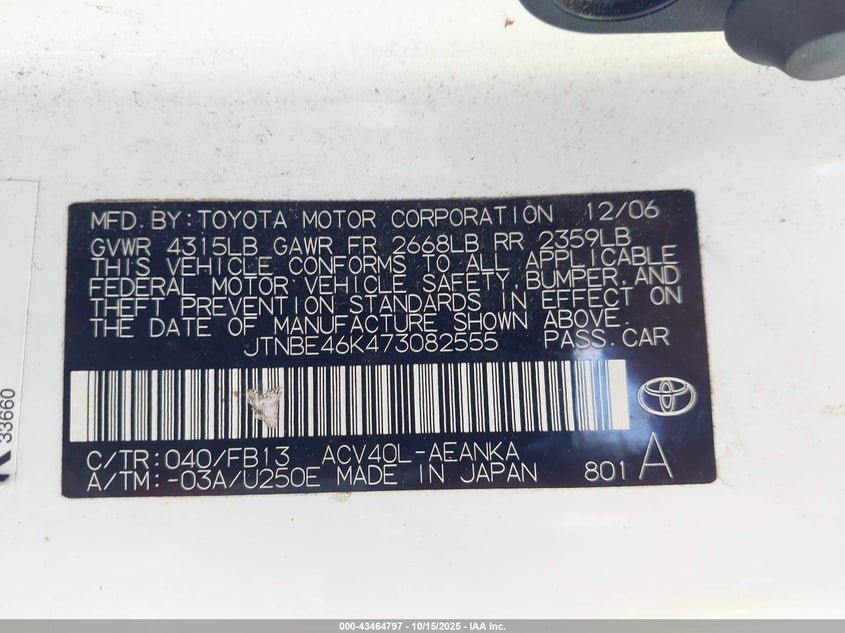 MFD. BY: TOYOTA MOTOR CORPORATION 12/06
GVWR 4315LB GAWR FR 2668LB RR 2359LB
THIS VEHICLE CONFORMS TO ALL APPLICABLE
FEDERAL MOTOR VEHICLE SAFETY, BUMPER, AND
THEFT PREVENTION STANDARDS IN EFFECT ON
THE DATE OF MANUFACTURE SHOWN ABOVE.
JTNBE46K473082555 PASS. CAR
C/TR: 040/FB13 ACV40L-AEANKA
A/TM: -03A/U250E MADE IN JAPAN 801 A
33660
000-43464797 - 10/15/2025 - IAA Inc.